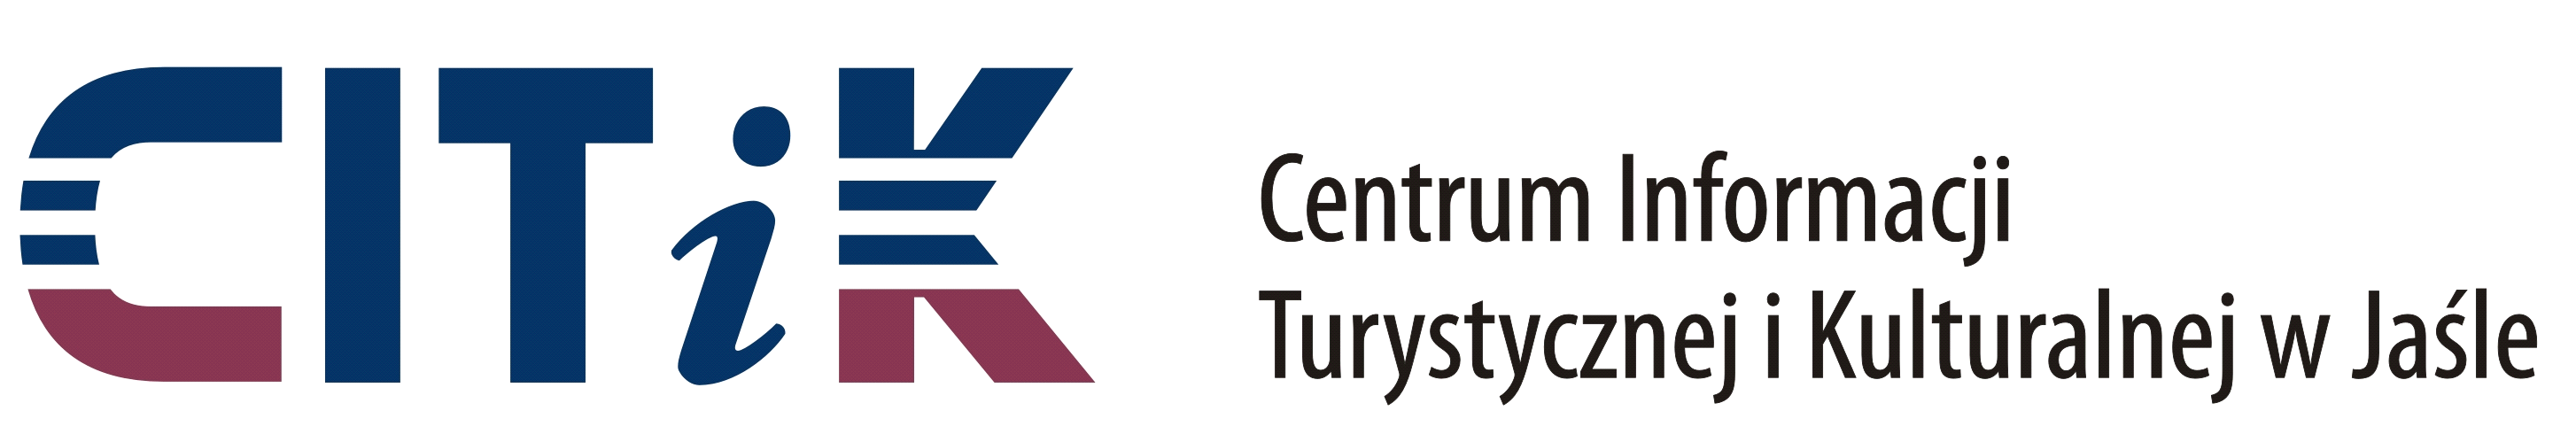 CITiK
Centrum Informacji
Turystycznej i Kulturalnej w Jaśle